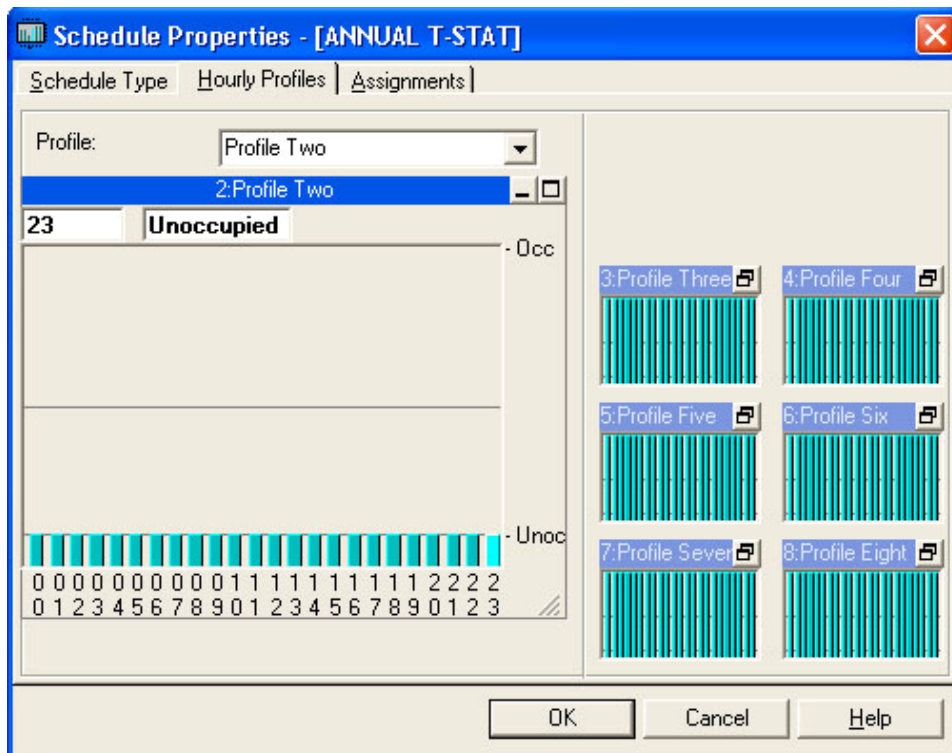 Schedule Properties - [ANNUAL T-STAT]
Schedule Type Hourly Profiles Assignments
Profile: Profile Two
2:Profile Two
23 Unoccupied
- Occ
- Unoc
0 0 0 0 0 0 0 0 0 0 1 1 1 1 1 1 1 1 1 1 2 2 2 2
0 1 2 3 4 5 6 7 8 9 0 1 2 3 4 5 6 7 8 9 0 1 2 3
3:Profile Three 4:Profile Four
5:Profile Five 6:Profile Six
7:Profile Sever 8:Profile Eight
OK Cancel Help